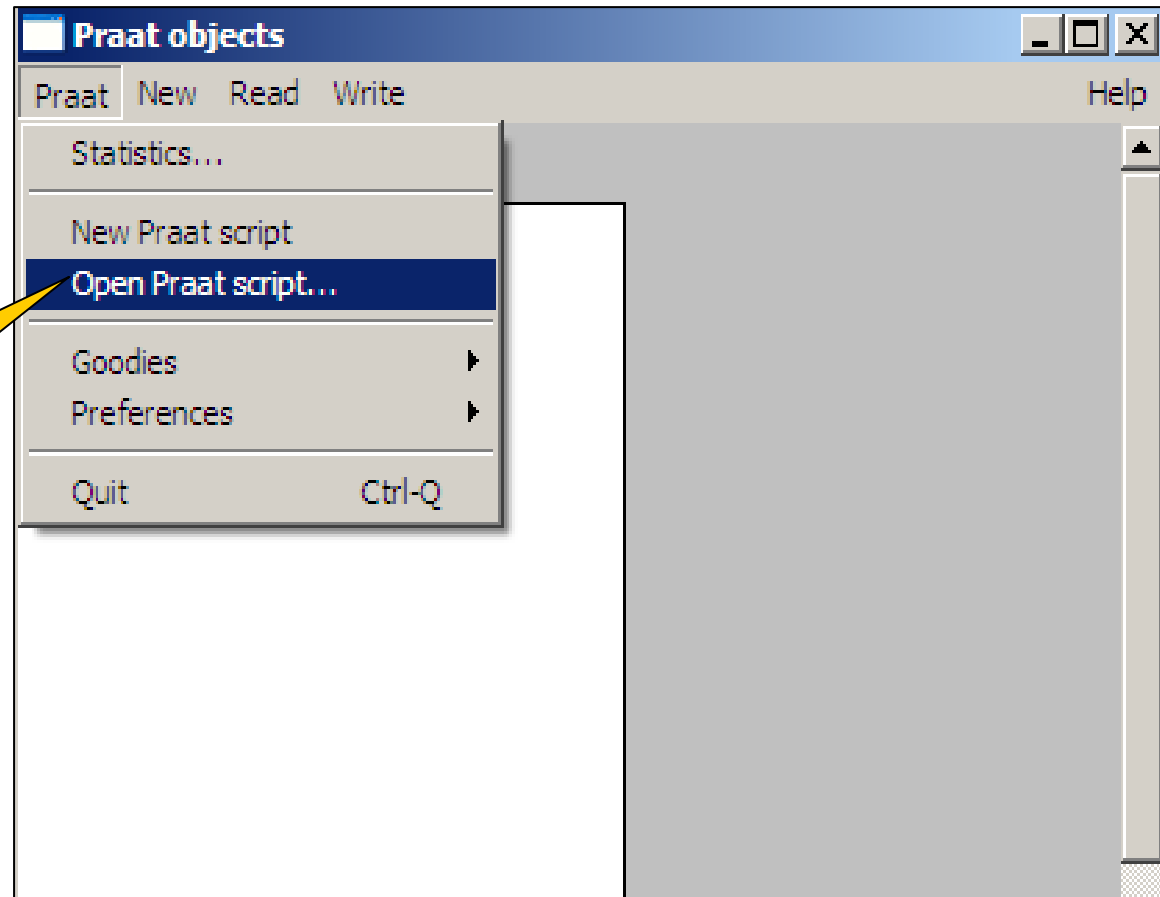 Praat objects
Praat New Read Write Help
Statistics...
New Praat script
Open Praat script...
Goodies
Preferences
Quit Ctrl-Q